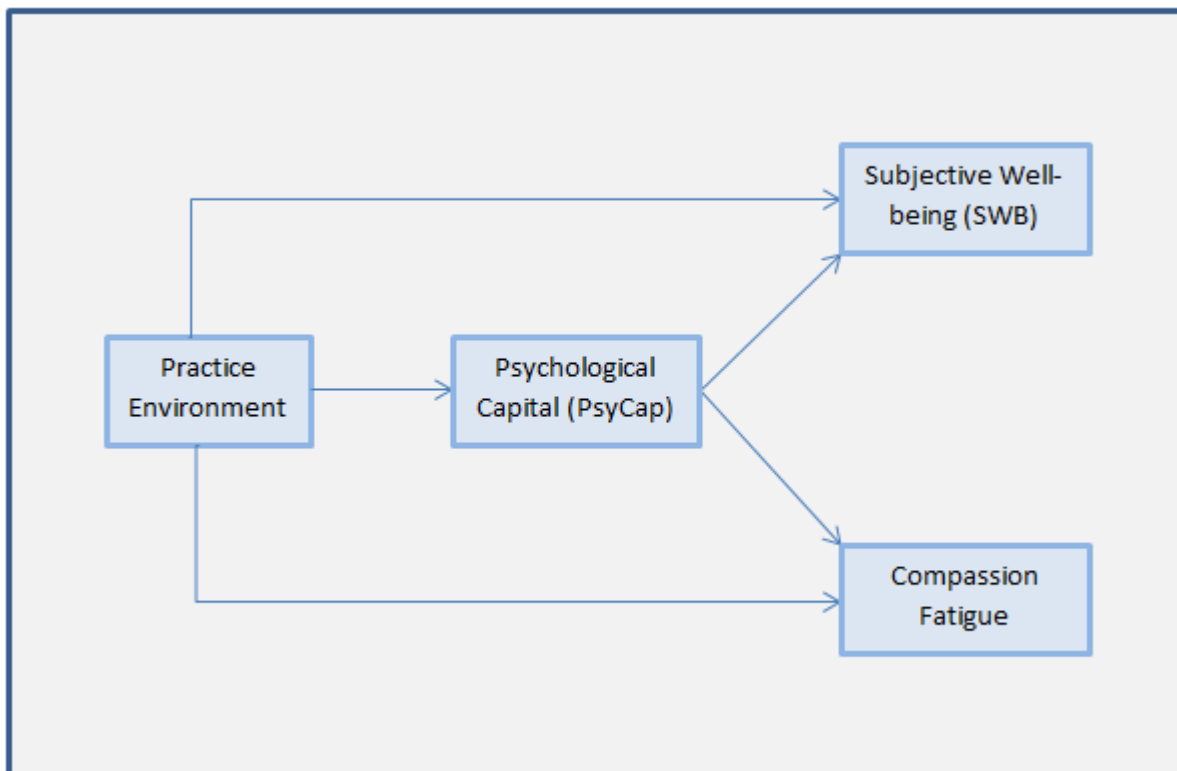 Subjective Well-
being (SWB)
Practice
Environment
Psychological
Capital (PsyCap)
Compassion
Fatigue